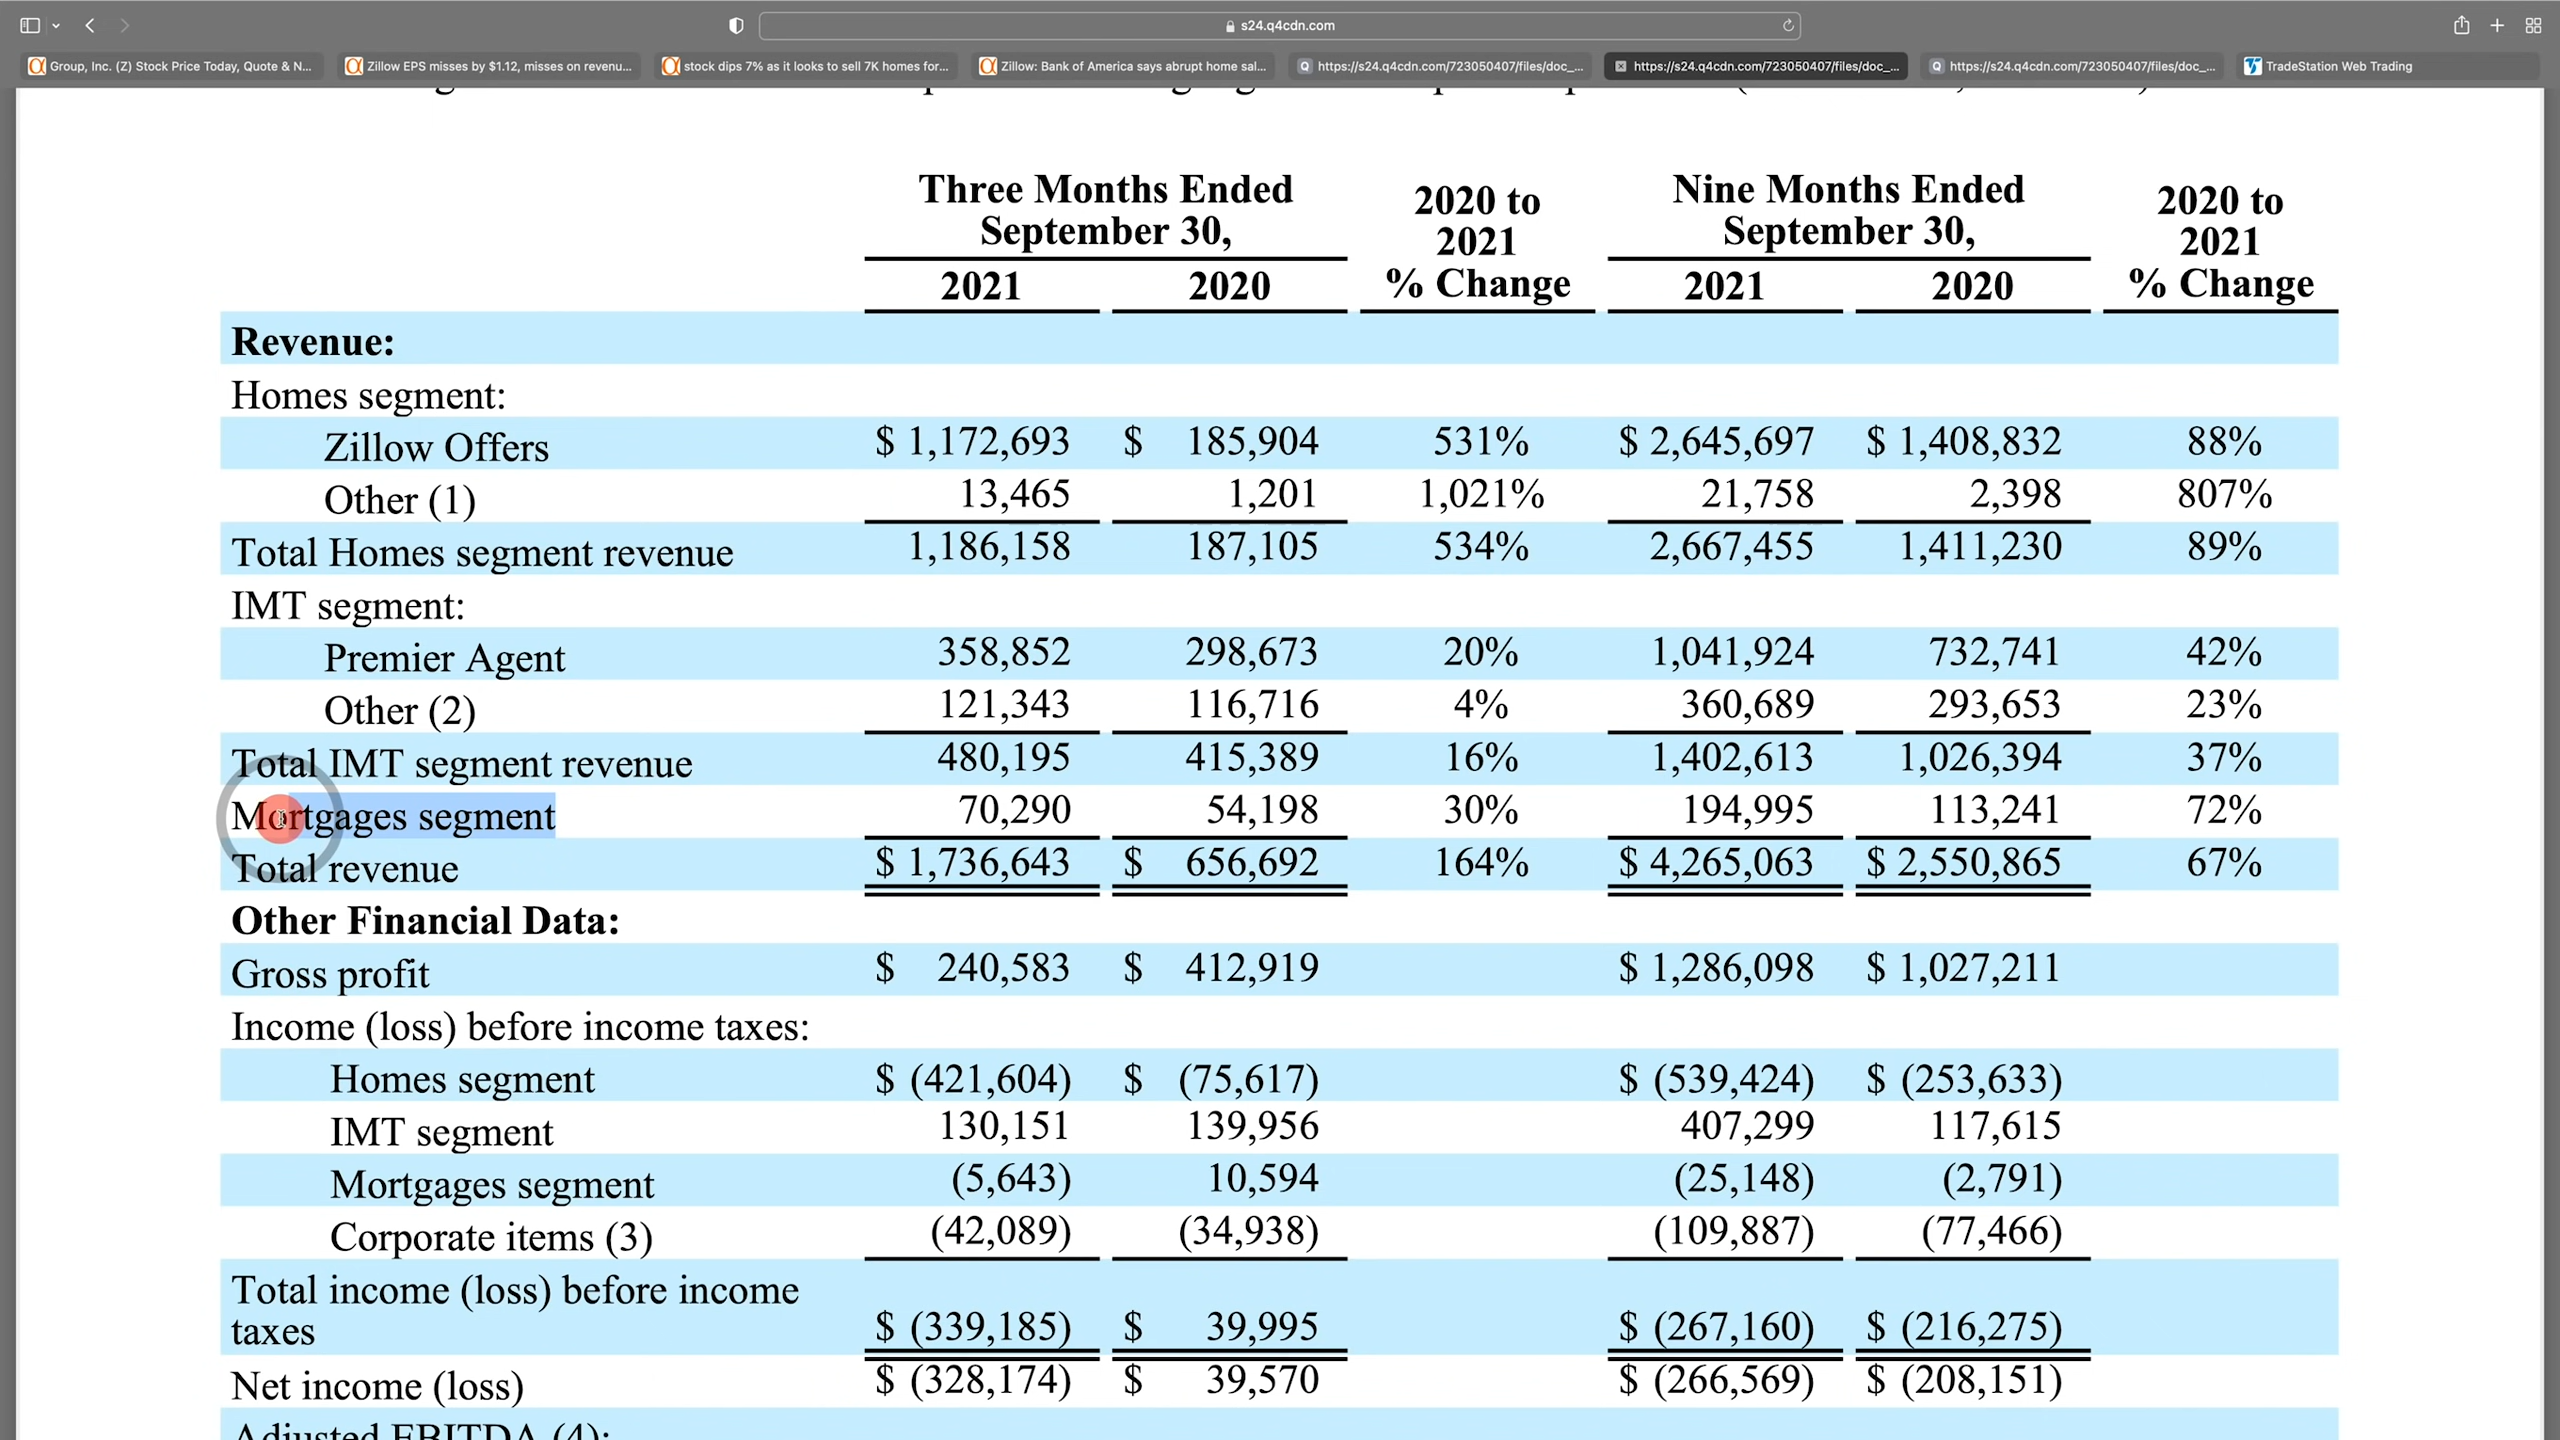 s24.q4cdn.com
Group, Inc. (Z) Stock Price Today, Quote & N... Zillow EPS misses by $1.12, misses on revenu... stock dips 7% as it looks to sell 7K homes for... Zillow: Bank of America says abrupt home sal... https://s24.q4cdn.com/723050407/files/doc_... https://s24.q4cdn.com/723050407/files/doc_... https://s24.q4cdn.com/723050407/files/doc_... TradeStation Web Trading
Three Months Ended September 30, 2020 to 2021 % Change Nine Months Ended September 30, 2020 to 2021 % Change
2021 2020 2021 2020
Revenue:
Homes segment:
Zillow Offers $ 1,172,693 $ 185,904 531% $ 2,645,697 $ 1,408,832 88%
Other (1) 13,465 1,201 1,021% 21,758 2,398 807%
Total Homes segment revenue 1,186,158 187,105 534% 2,667,455 1,411,230 89%
IMT segment:
Premier Agent 358,852 298,673 20% 1,041,924 732,741 42%
Other (2) 121,343 116,716 4% 360,689 293,653 23%
Total IMT segment revenue 480,195 415,389 16% 1,402,613 1,026,394 37%
Mortgages segment 70,290 54,198 30% 194,995 113,241 72%
Total revenue $ 1,736,643 $ 656,692 164% $ 4,265,063 $ 2,550,865 67%
Other Financial Data:
Gross profit $ 240,583 $ 412,919 $ 1,286,098 $ 1,027,211
Income (loss) before income taxes:
Homes segment $ (421,604) $ (75,617) $ (539,424) $ (253,633)
IMT segment 130,151 139,956 407,299 117,615
Mortgages segment (5,643) 10,594 (25,148) (2,791)
Corporate items (3) (42,089) (34,938) (109,887) (77,466)
Total income (loss) before income
taxes $ (339,185) $ 39,995 $ (267,160) $ (216,275)
Net income (loss) $ (328,174) $ 39,570 $ (266,569) $ (208,151)
Adjusted EBITDA (4):